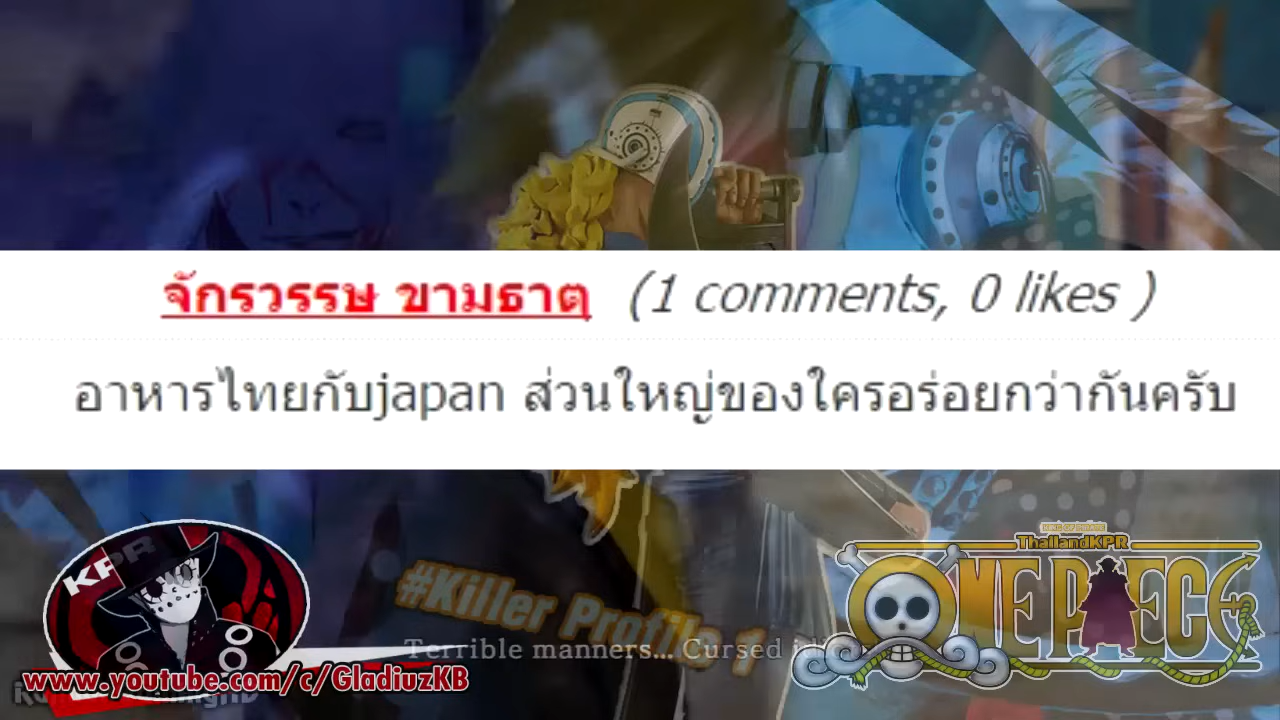 จักรวรรษ ขามธาตุ (1 comments, 0 likes )
อาหารไทยกับjapan ส่วนใหญ่ของใครอร่อยกว่ากันครับ
KPR
#Killer Profile 1
Terrible manners... Cursed
ThailandKPR
ONE PIECE
www.youtube.com/c/GladiuzKB